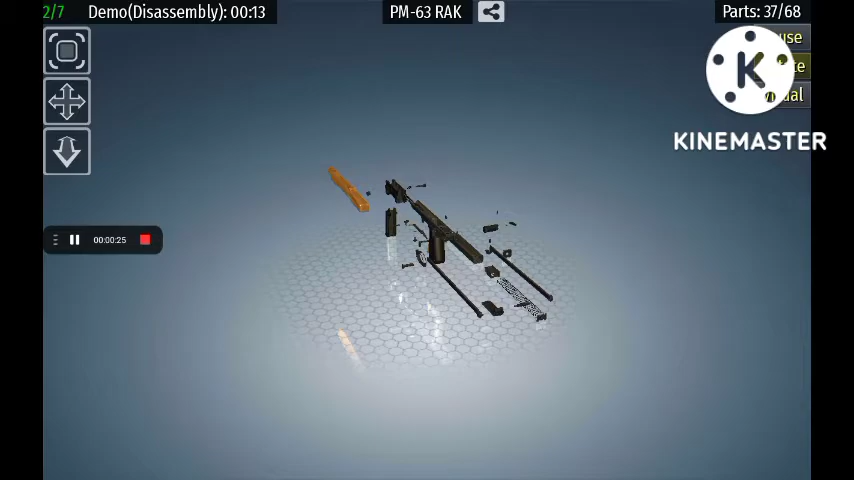 2/7 Demo(Disassembly): 00:13
PM-63 RAK
Parts: 37/68
K
KINEMASTER
00:00:25